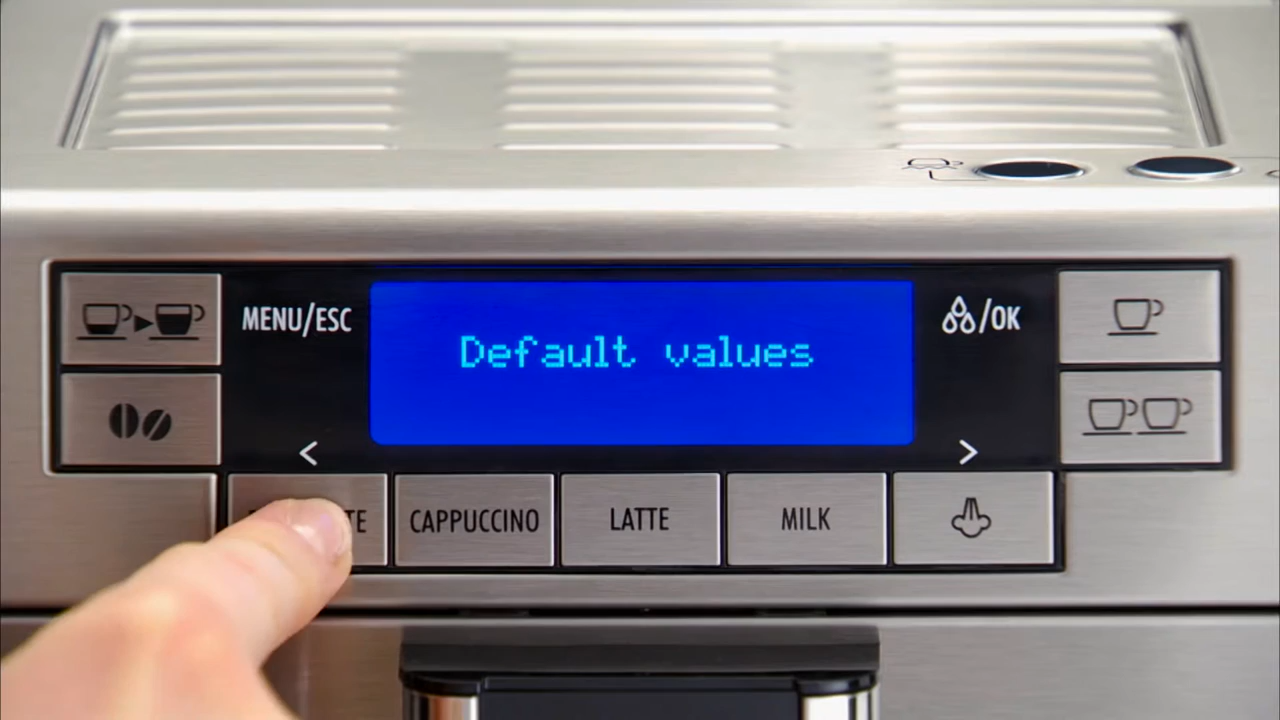 MENU/ESC
Default values
/OK
<
>
CAPPUCCINO
LATTE
MILK